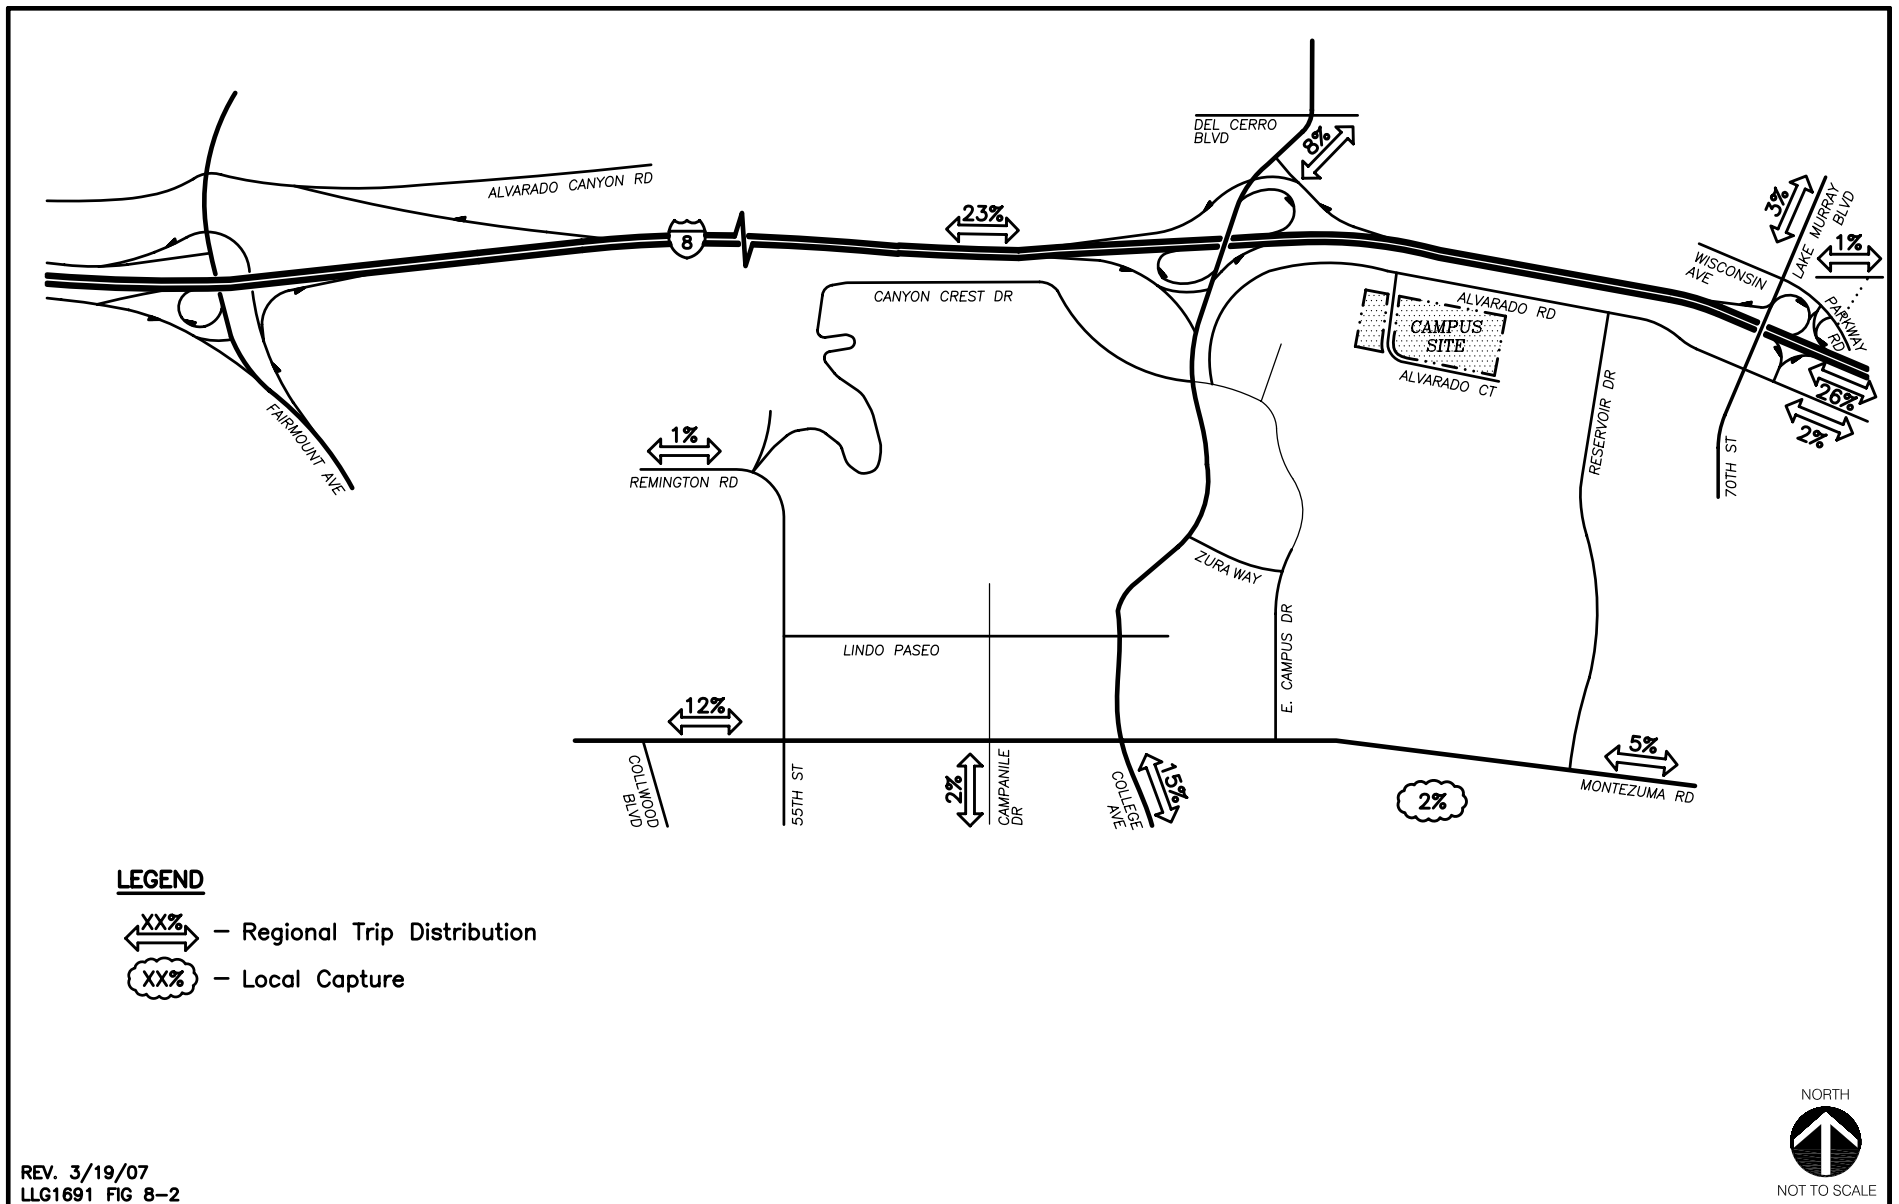 DEL CERRO
BLVD
8%
ALVARADO CANYON RD
3%
LAKE MURRAY
BLVD
23%
8
1%
WISCONSIN
AVE
CANYON CREST DR
ALVARADO RD
PARKWAY
RD
CAMPUS
SITE
ALVARADO CT
26%
2%
FAIRMOUNT AVE
1%
REMINGTON RD
RESERVOIR DR
70TH ST
ZURA WAY
LINDO PASEO
E. CAMPUS DR
12%
COLLWOOD
BLVD
55TH ST
2%
CAMPANILE
DR
COLLEGE
AVE
15%
5%
2%
MONTEZUMA RD
LEGEND
XX% - Regional Trip Distribution
XX% - Local Capture
NORTH
NOT TO SCALE
REV. 3/19/07
LLG1691 FIG 8-2